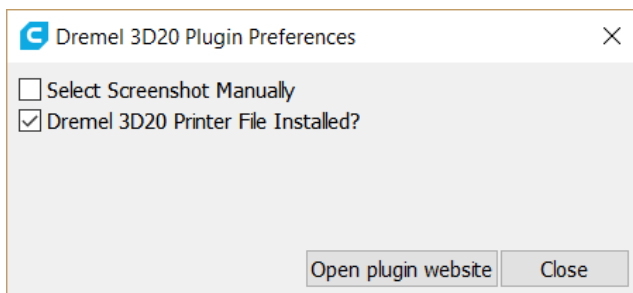 Dremel 3D20 Plugin Preferences
Select Screenshot Manually
Dremel 3D20 Printer File Installed?
Open plugin website Close